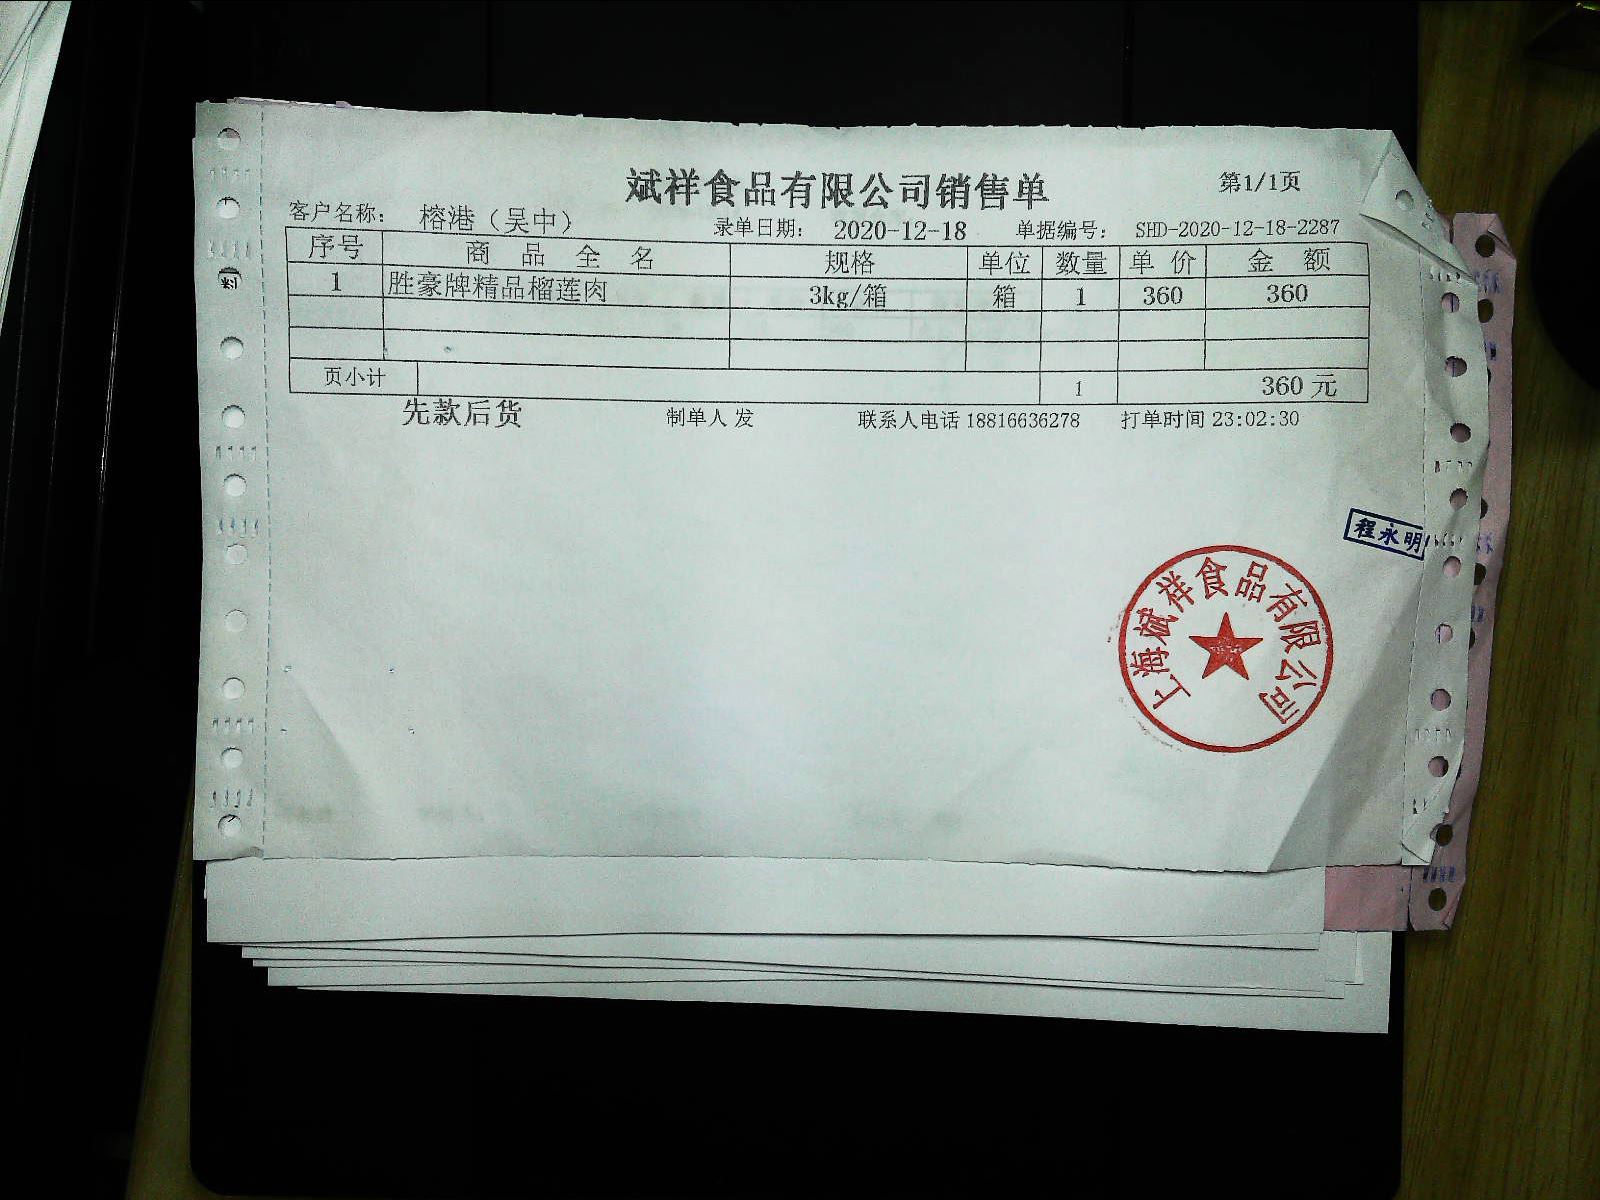 斌祥食品有限公司销售单
第1/1页
客户名称: 榕港（吴中） 录单日期: 2020-12-18 单据编号: SHD-2020-12-18-2287
序号 商品全名 规格 单位 数量 单价 金额
1 胜豪牌精品榴莲肉 3kg/箱 箱 1 360 360
页小计 1 360 元
先款后货 制单人 发 联系人电话 18816636278 打单时间 23:02:30
程永明
上海斌祥食品有限公司